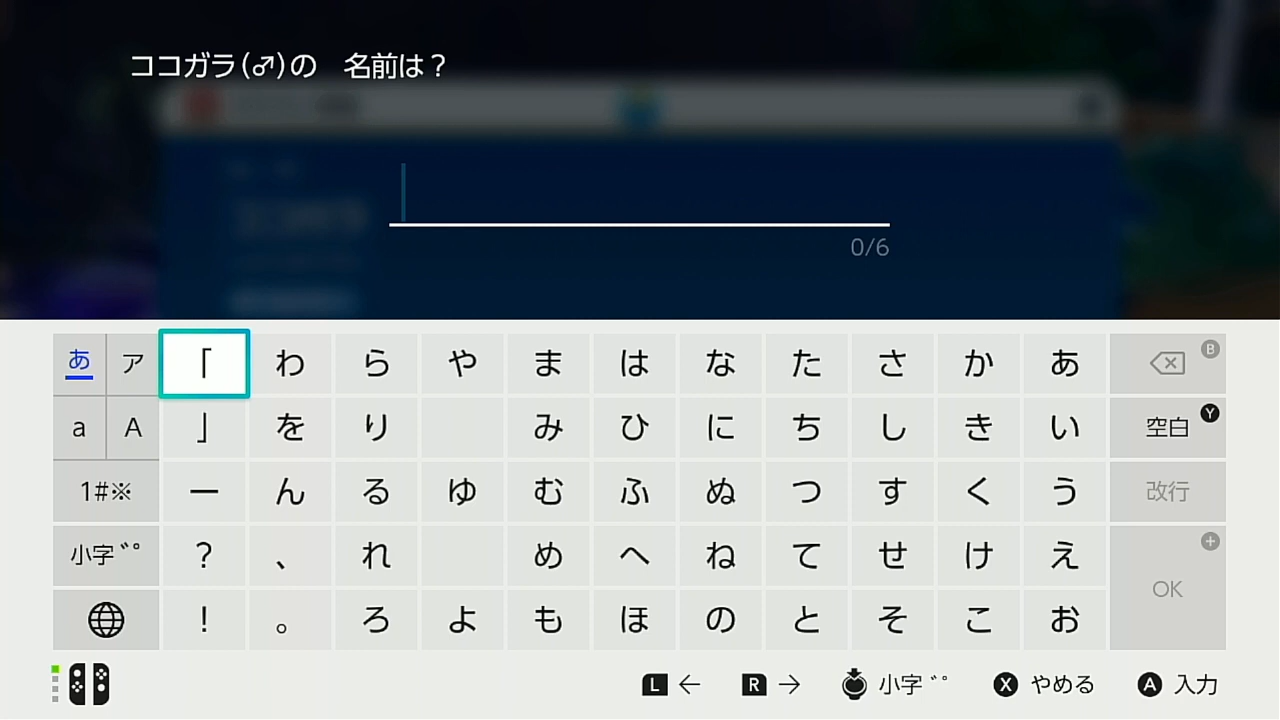 ココガラ(♂)の 名前は？
0/6
あ ア 「 わ ら や ま は な た さ か あ B
a A 」 を り み ひ に ち し き い 空白 Y
1#※ ー ん る ゆ む ふ ぬ つ す く う 改行
小字゛゜ ？ 、 れ め へ ね て せ け え +
！ 。 ろ よ も ほ の と そ こ お OK
L ← R → 小字゛゜ X やめる A 入力